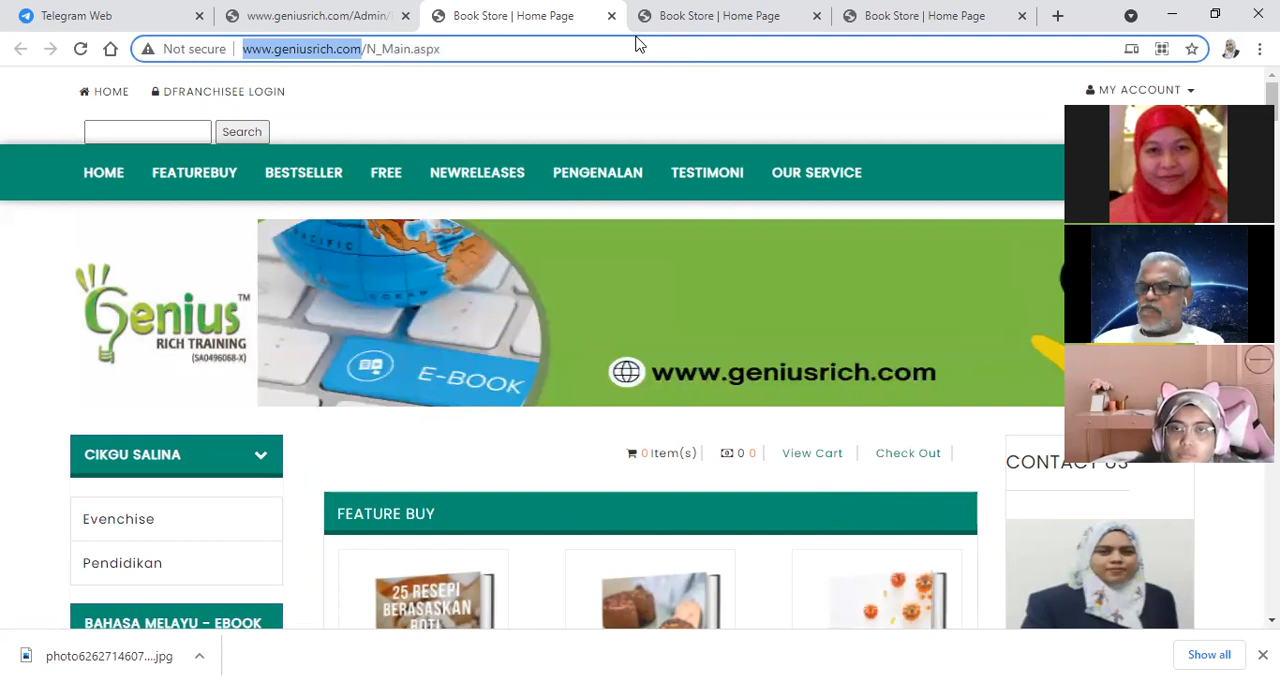 Telegram Web
www.geniusrich.com/Admin/
Book Store | Home Page
Book Store | Home Page
Book Store | Home Page
Not secure
www.geniusrich.com/N_Main.aspx
HOME
DFRANCHISEE LOGIN
MY ACCOUNT
Search
HOME
FEATUREBUY
BESTSELLER
FREE
NEWRELEASES
PENGENALAN
TESTIMONI
OUR SERVICE
Genius TM
RICH TRAINING
(SA0496068-X)
E-BOOK
www.geniusrich.com
CIKGU SALINA
0 Item(s)
0 0
View Cart
Check Out
CONTACT US
Evenchise
Pendidikan
FEATURE BUY
25 RESEPI
BERASASKAN
ROTI
BAHASA MELAYU - EBOOK
photo6262714607....jpg
Show all